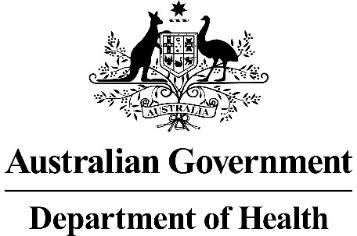 AUSTRALIA
Australian Government
Department of Health